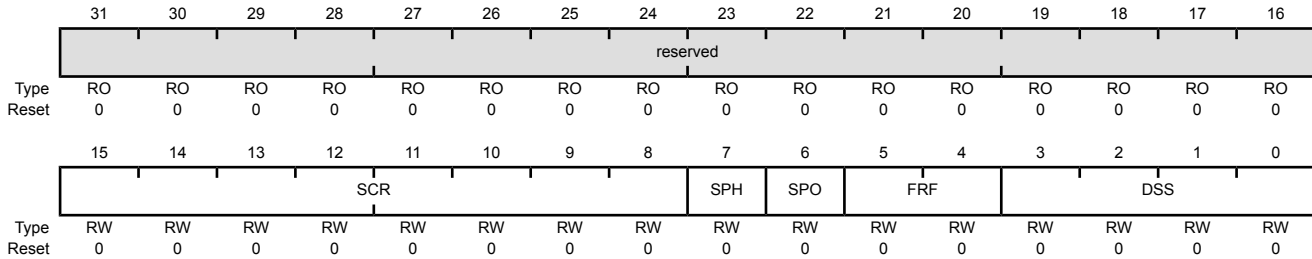 31 30 29 28 27 26 25 24 23 22 21 20 19 18 17 16
reserved
Type RO RO RO RO RO RO RO RO RO RO RO RO RO RO RO RO
Reset 0 0 0 0 0 0 0 0 0 0 0 0 0 0 0 0
15 14 13 12 11 10 9 8 7 6 5 4 3 2 1 0
SCR SPH SPO FRF DSS
Type RW RW RW RW RW RW RW RW RW RW RW RW RW RW RW RW
Reset 0 0 0 0 0 0 0 0 0 0 0 0 0 0 0 0